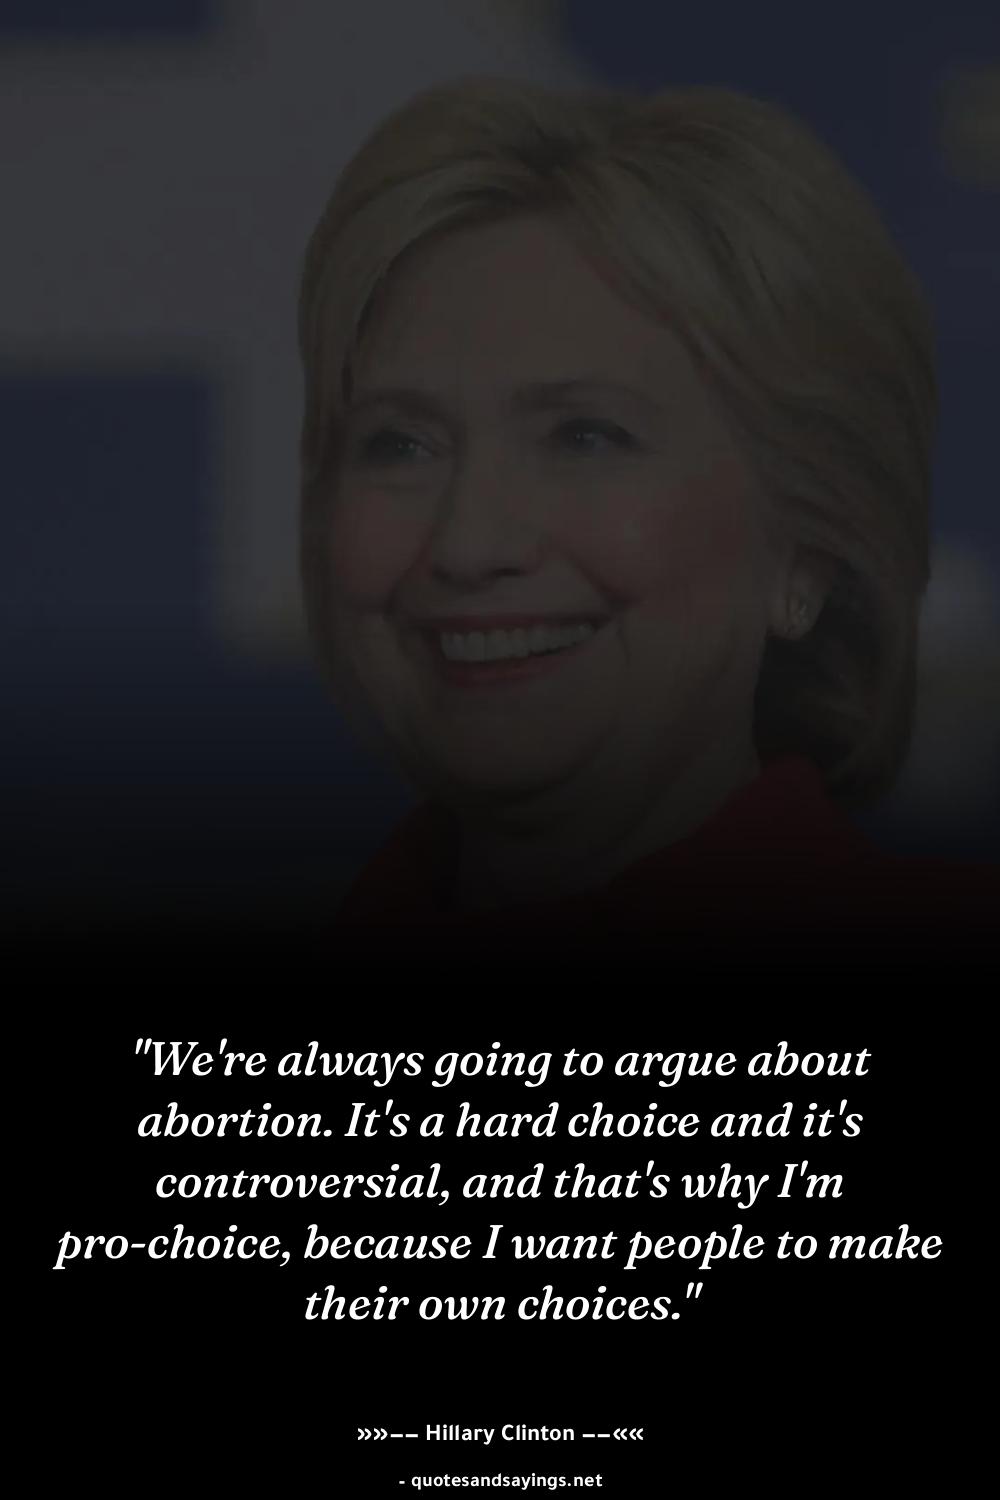 "We're always going to argue about
abortion. It's a hard choice and it's
controversial, and that's why I'm
pro-choice, because I want people to make
their own choices."
»»−− Hillary Clinton −−««
- quotesandsayings.net